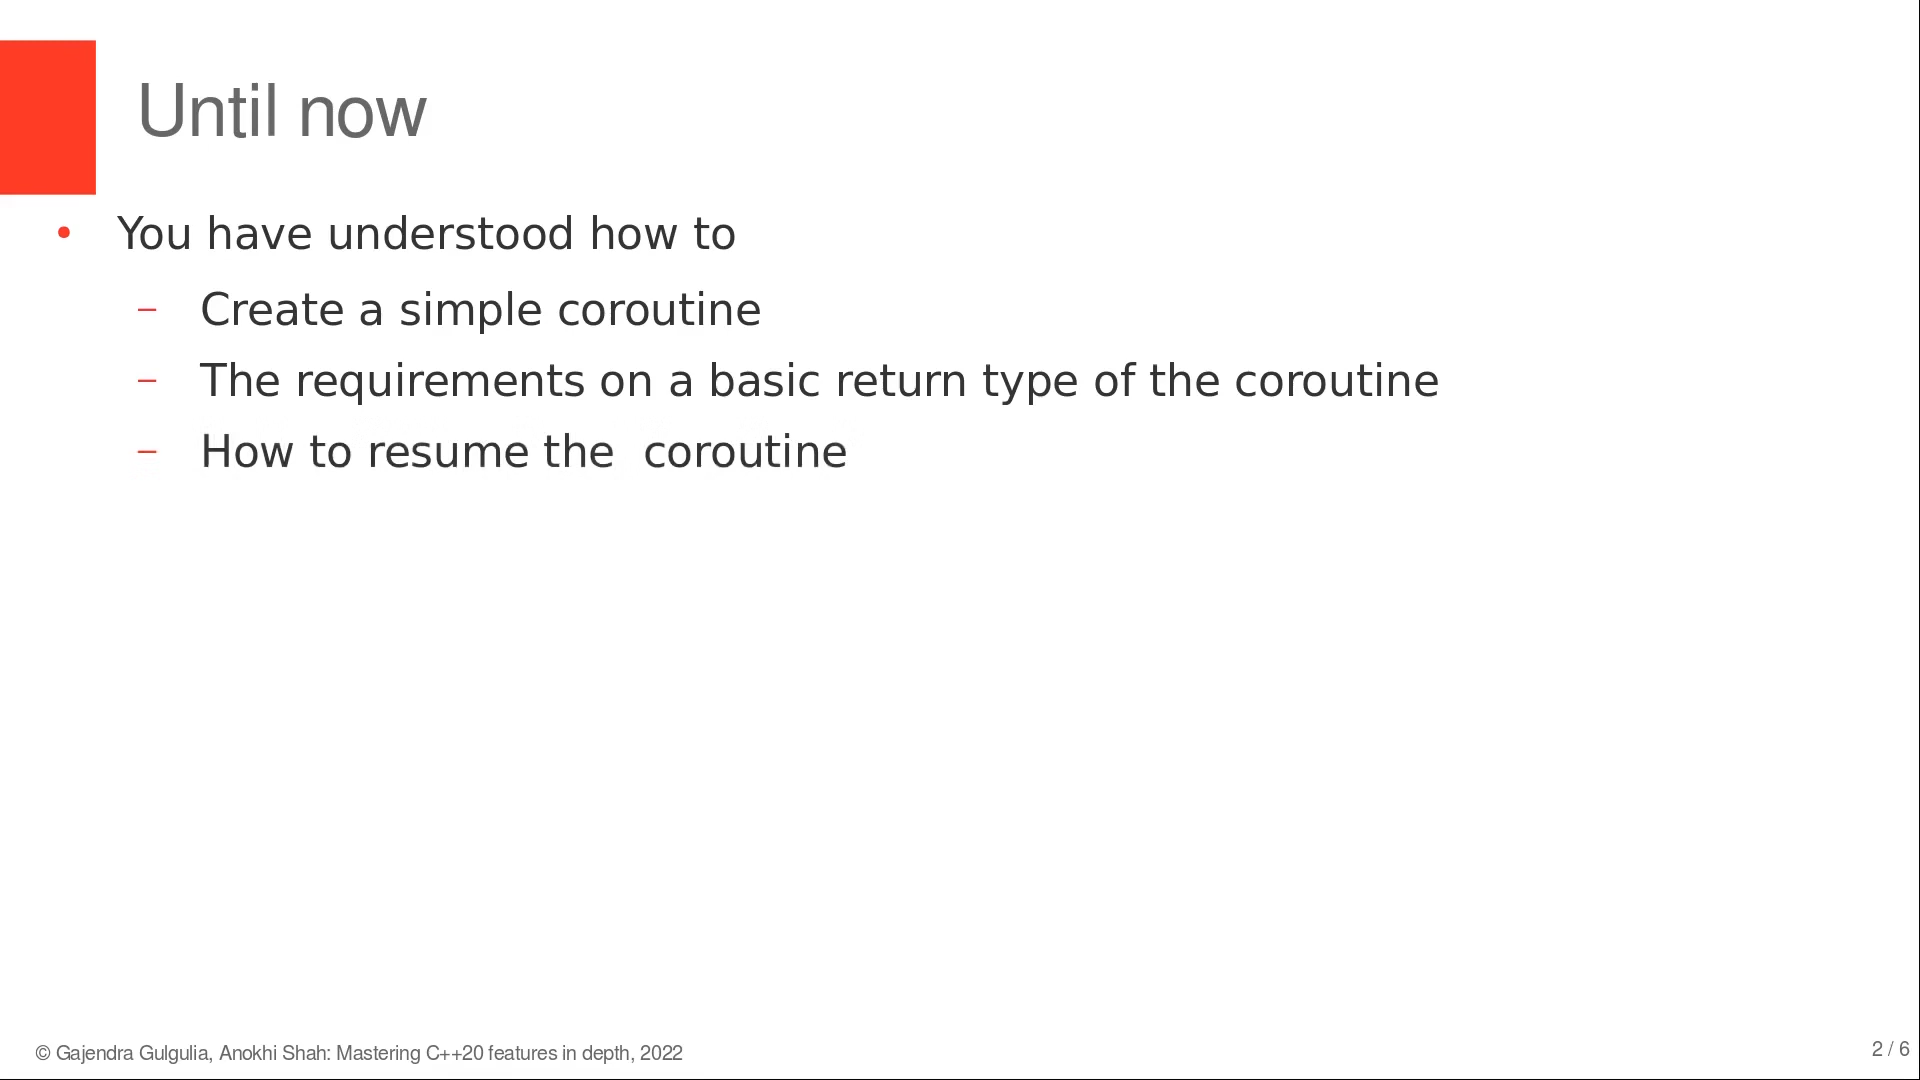 Until now
• You have understood how to
– Create a simple coroutine
– The requirements on a basic return type of the coroutine
– How to resume the  coroutine
© Gajendra Gulgulia, Anokhi Shah: Mastering C++20 features in depth, 2022
2 / 6